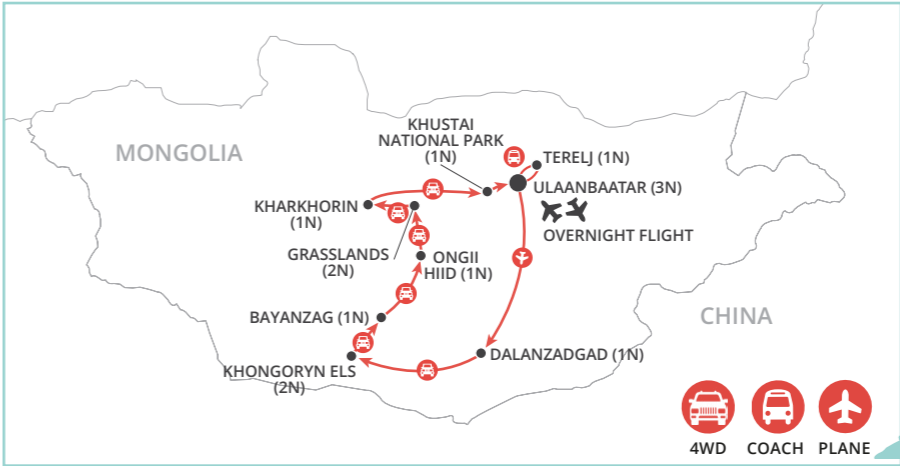 MONGOLIA
KHUSTAI
NATIONAL PARK
(1N)
TERELJ (1N)
ULAANBAATAR (3N)
OVERNIGHT FLIGHT
KHARKHORIN
(1N)
GRASSLANDS
(2N)
ONGII
HIID (1N)
BAYANZAG (1N)
CHINA
KHONGORYN ELS
(2N)
DALANZADGAD (1N)
4WD
COACH
PLANE